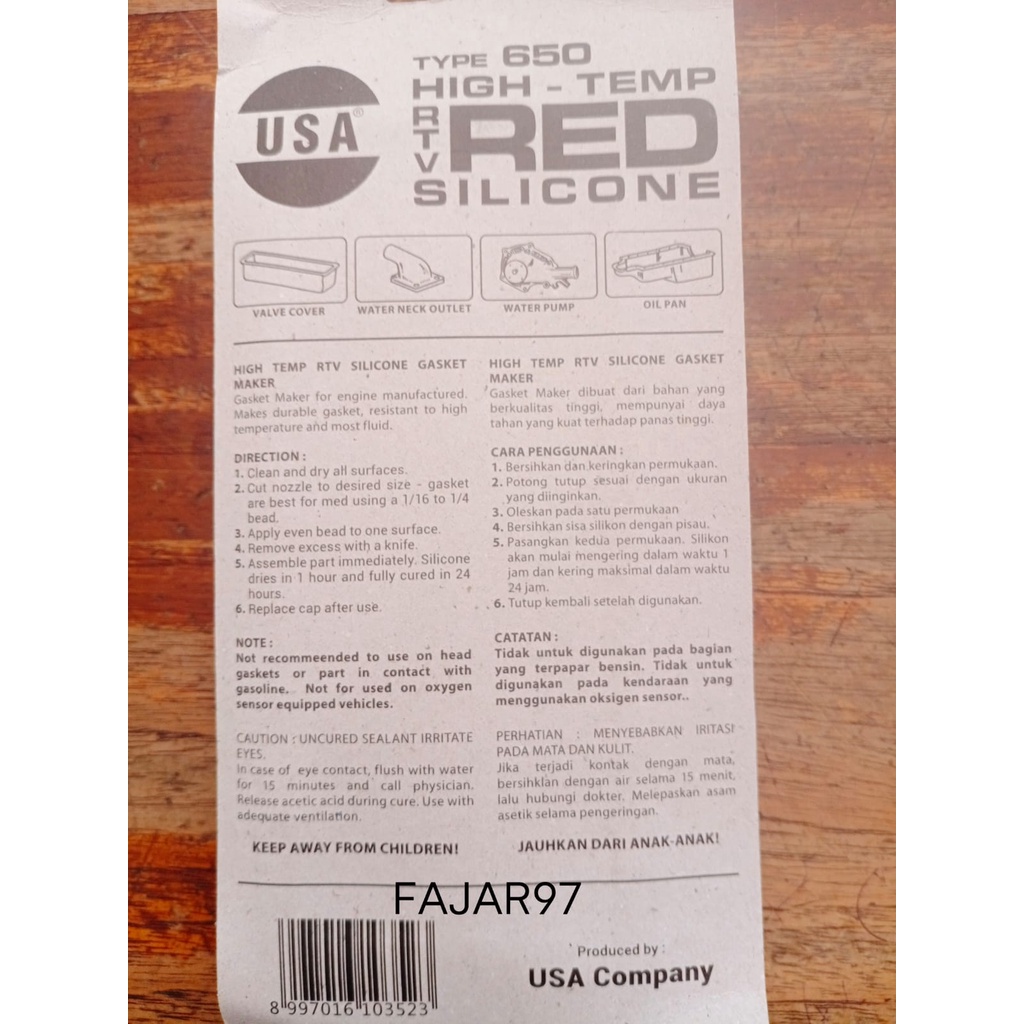 USA®
TYPE 650
HIGH - TEMP
RTV RED
SILICONE
VALVE COVER
WATER NECK OUTLET
WATER PUMP
OIL PAN
HIGH TEMP RTV SILICONE GASKET
MAKER
Gasket Maker for engine manufactured.
Makes durable gasket, resistant to high
temperature and most fluid.
DIRECTION :
1. Clean and dry all surfaces.
2. Cut nozzle to desired size - gasket
are best for med using a 1/16 to 1/4
bead.
3. Apply even bead to one surface.
4. Remove excess with a knife.
5. Assemble part immediately. Silicone
dries in 1 hour and fully cured in 24
hours.
6. Replace cap after use.
NOTE :
Not recommeended to use on head
gaskets or part in contact with
gasoline. Not for used on oxygen
sensor equipped vehicles.
CAUTION : UNCURED SEALANT IRRITATE
EYES.
In case of eye contact, flush with water
for 15 minutes and call physician.
Release acetic acid during cure. Use with
adequate ventilation.
KEEP AWAY FROM CHILDREN!
HIGH TEMP RTV SILICONE GASKET
MAKER
Gasket Maker dibuat dari bahan yang
berkualitas tinggi, mempunyai daya
tahan yang kuat terhadap panas tinggi.
CARA PENGGUNAAN :
1. Bersihkan dan keringkan permukaan.
2. Potong tutup sesuai dengan ukuran
yang diinginkan.
3. Oleskan pada satu permukaan
4. Bersihkan sisa silikon dengan pisau.
5. Pasangkan kedua permukaan. Silikon
akan mulai mengering dalam waktu 1
jam dan kering maksimal dalam waktu
24 jam.
6. Tutup kembali setelah digunakan.
CATATAN :
Tidak untuk digunakan pada bagian
yang terpapar bensin. Tidak untuk
digunakan pada kendaraan yang
menggunakan oksigen sensor..
PERHATIAN : MENYEBABKAN IRITASI
PADA MATA DAN KULIT.
Jika terjadi kontak dengan mata,
bersihklan dengan air selama 15 menit,
lalu hubungi dokter. Melepaskan asam
asetik selama pengeringan.
JAUHKAN DARI ANAK-ANAK!
FAJAR97
8 997016 103523
Produced by :
USA Company